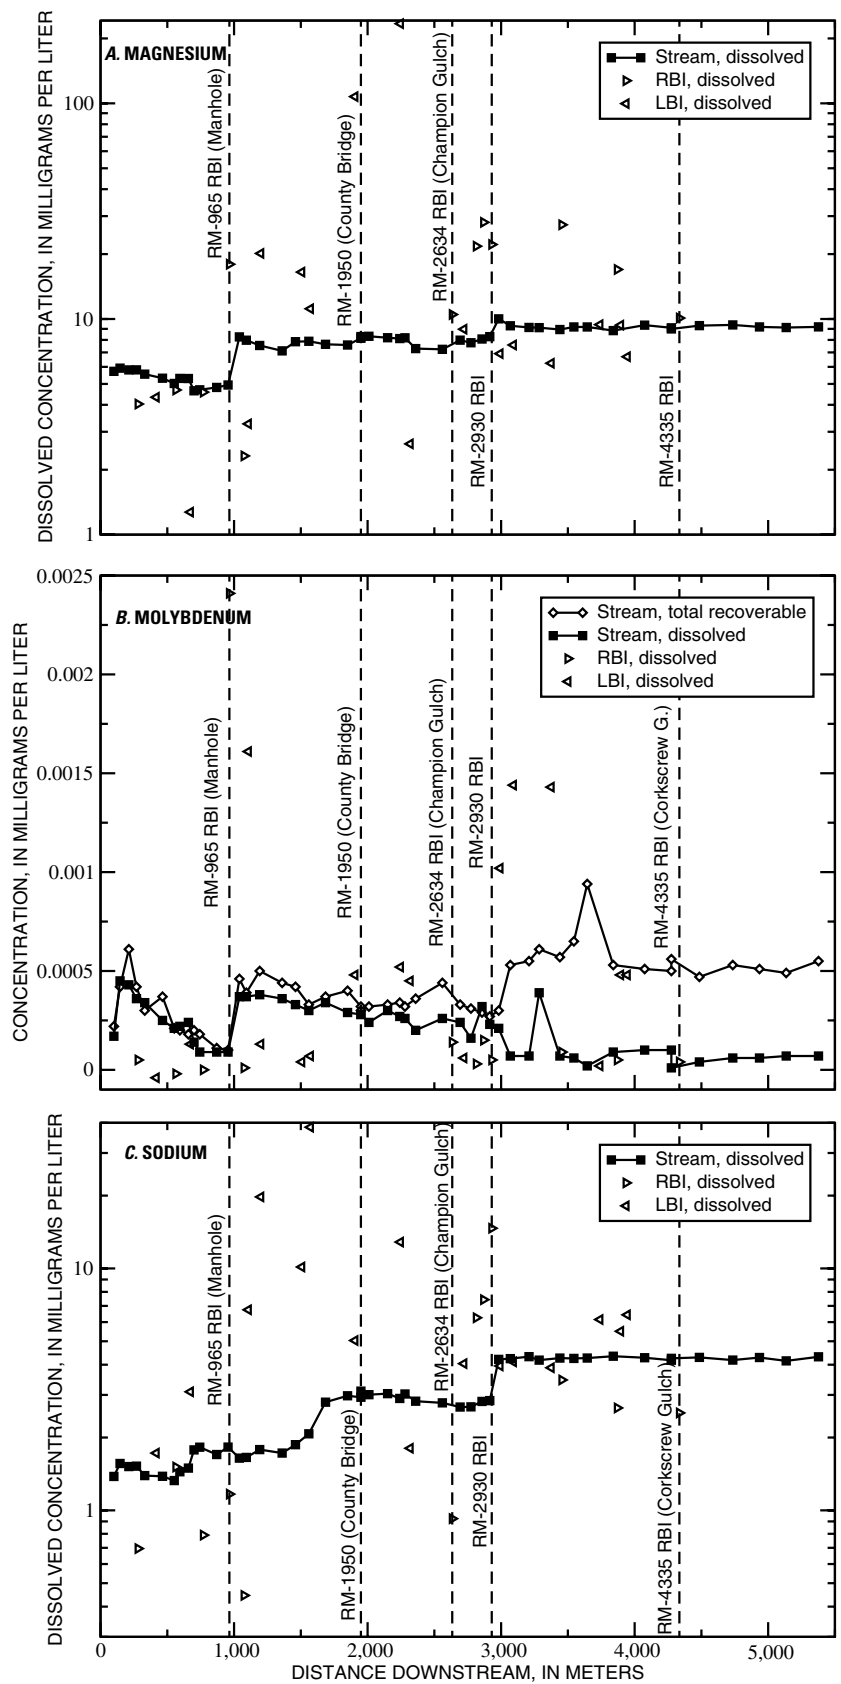 DISSOLVED CONCENTRATION, IN MILLIGRAMS PER LITER
A. MAGNESIUM
Stream, dissolved
RBI, dissolved
LBI, dissolved
100
10
1
RM-965 RBI (Manhole)
RM-1950 (County Bridge)
RM-2634 RBI (Champion Gulch)
RM-2930 RBI
RM-4335 RBI
CONCENTRATION, IN MILLIGRAMS PER LITER
B. MOLYBDENUM
Stream, total recoverable
Stream, dissolved
RBI, dissolved
LBI, dissolved
0.0025
0.002
0.0015
0.001
0.0005
0
RM-965 RBI (Manhole)
RM-1950 (County Bridge)
RM-2634 RBI (Champion Gulch)
RM-2930 RBI
RM-4335 RBI (Corkscrew G.)
DISSOLVED CONCENTRATION, IN MILLIGRAMS PER LITER
C. SODIUM
Stream, dissolved
RBI, dissolved
LBI, dissolved
10
1
RM-965 RBI (Manhole)
RM-1950 (County Bridge)
RM-2634 RBI (Champion Gulch)
RM-2930 RBI
RM-4335 RBI (Corkscrew Gulch)
0 1,000 2,000 3,000 4,000 5,000
DISTANCE DOWNSTREAM, IN METERS